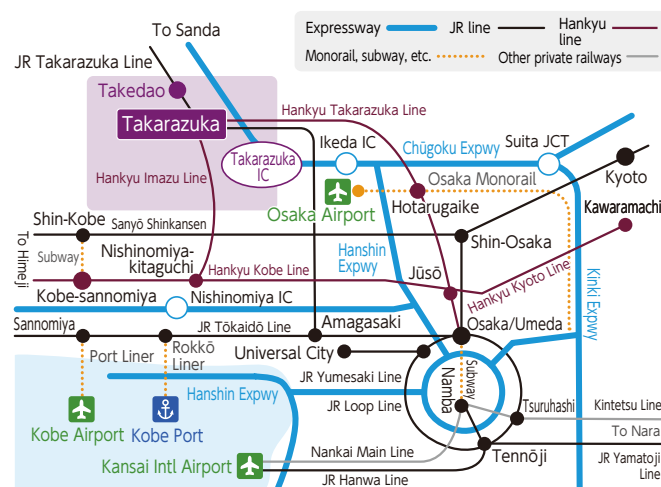 To Sanda
Expressway
JR line
Hankyu
line
Monorail, subway, etc.
Other private railways
JR Takarazuka Line
Takedao
Takarazuka
Hankyu Takarazuka Line
Takarazuka
IC
Ikeda IC
Chūgoku Expwy
Suita JCT
Kyoto
Hankyu Imazu Line
Osaka Monorail
Osaka Airport
Hotarugaike
Kawaramachi
Shin-Kobe
Sanyō Shinkansen
Shin-Osaka
To Himeji
Subway
Nishinomiya-
kitaguchi
Hanshin
Expwy
Hankyu Kobe Line
Jūsō
Hankyu Kyoto Line
Kinki Expwy
Kobe-sannomiya
Nishinomiya IC
Sannomiya
JR Tōkaidō Line
Amagasaki
Osaka/Umeda
Port Liner
Rokkō
Liner
Universal City
Hanshin Expwy
JR Yumesaki Line
JR Loop Line
Subway
Namba
Tsuruhashi
Kintetsu Line
To Nara
Kobe Airport
Kobe Port
Nankai Main Line
Tennōji
Kansai Intl Airport
JR Hanwa Line
JR Yamatoji
Line